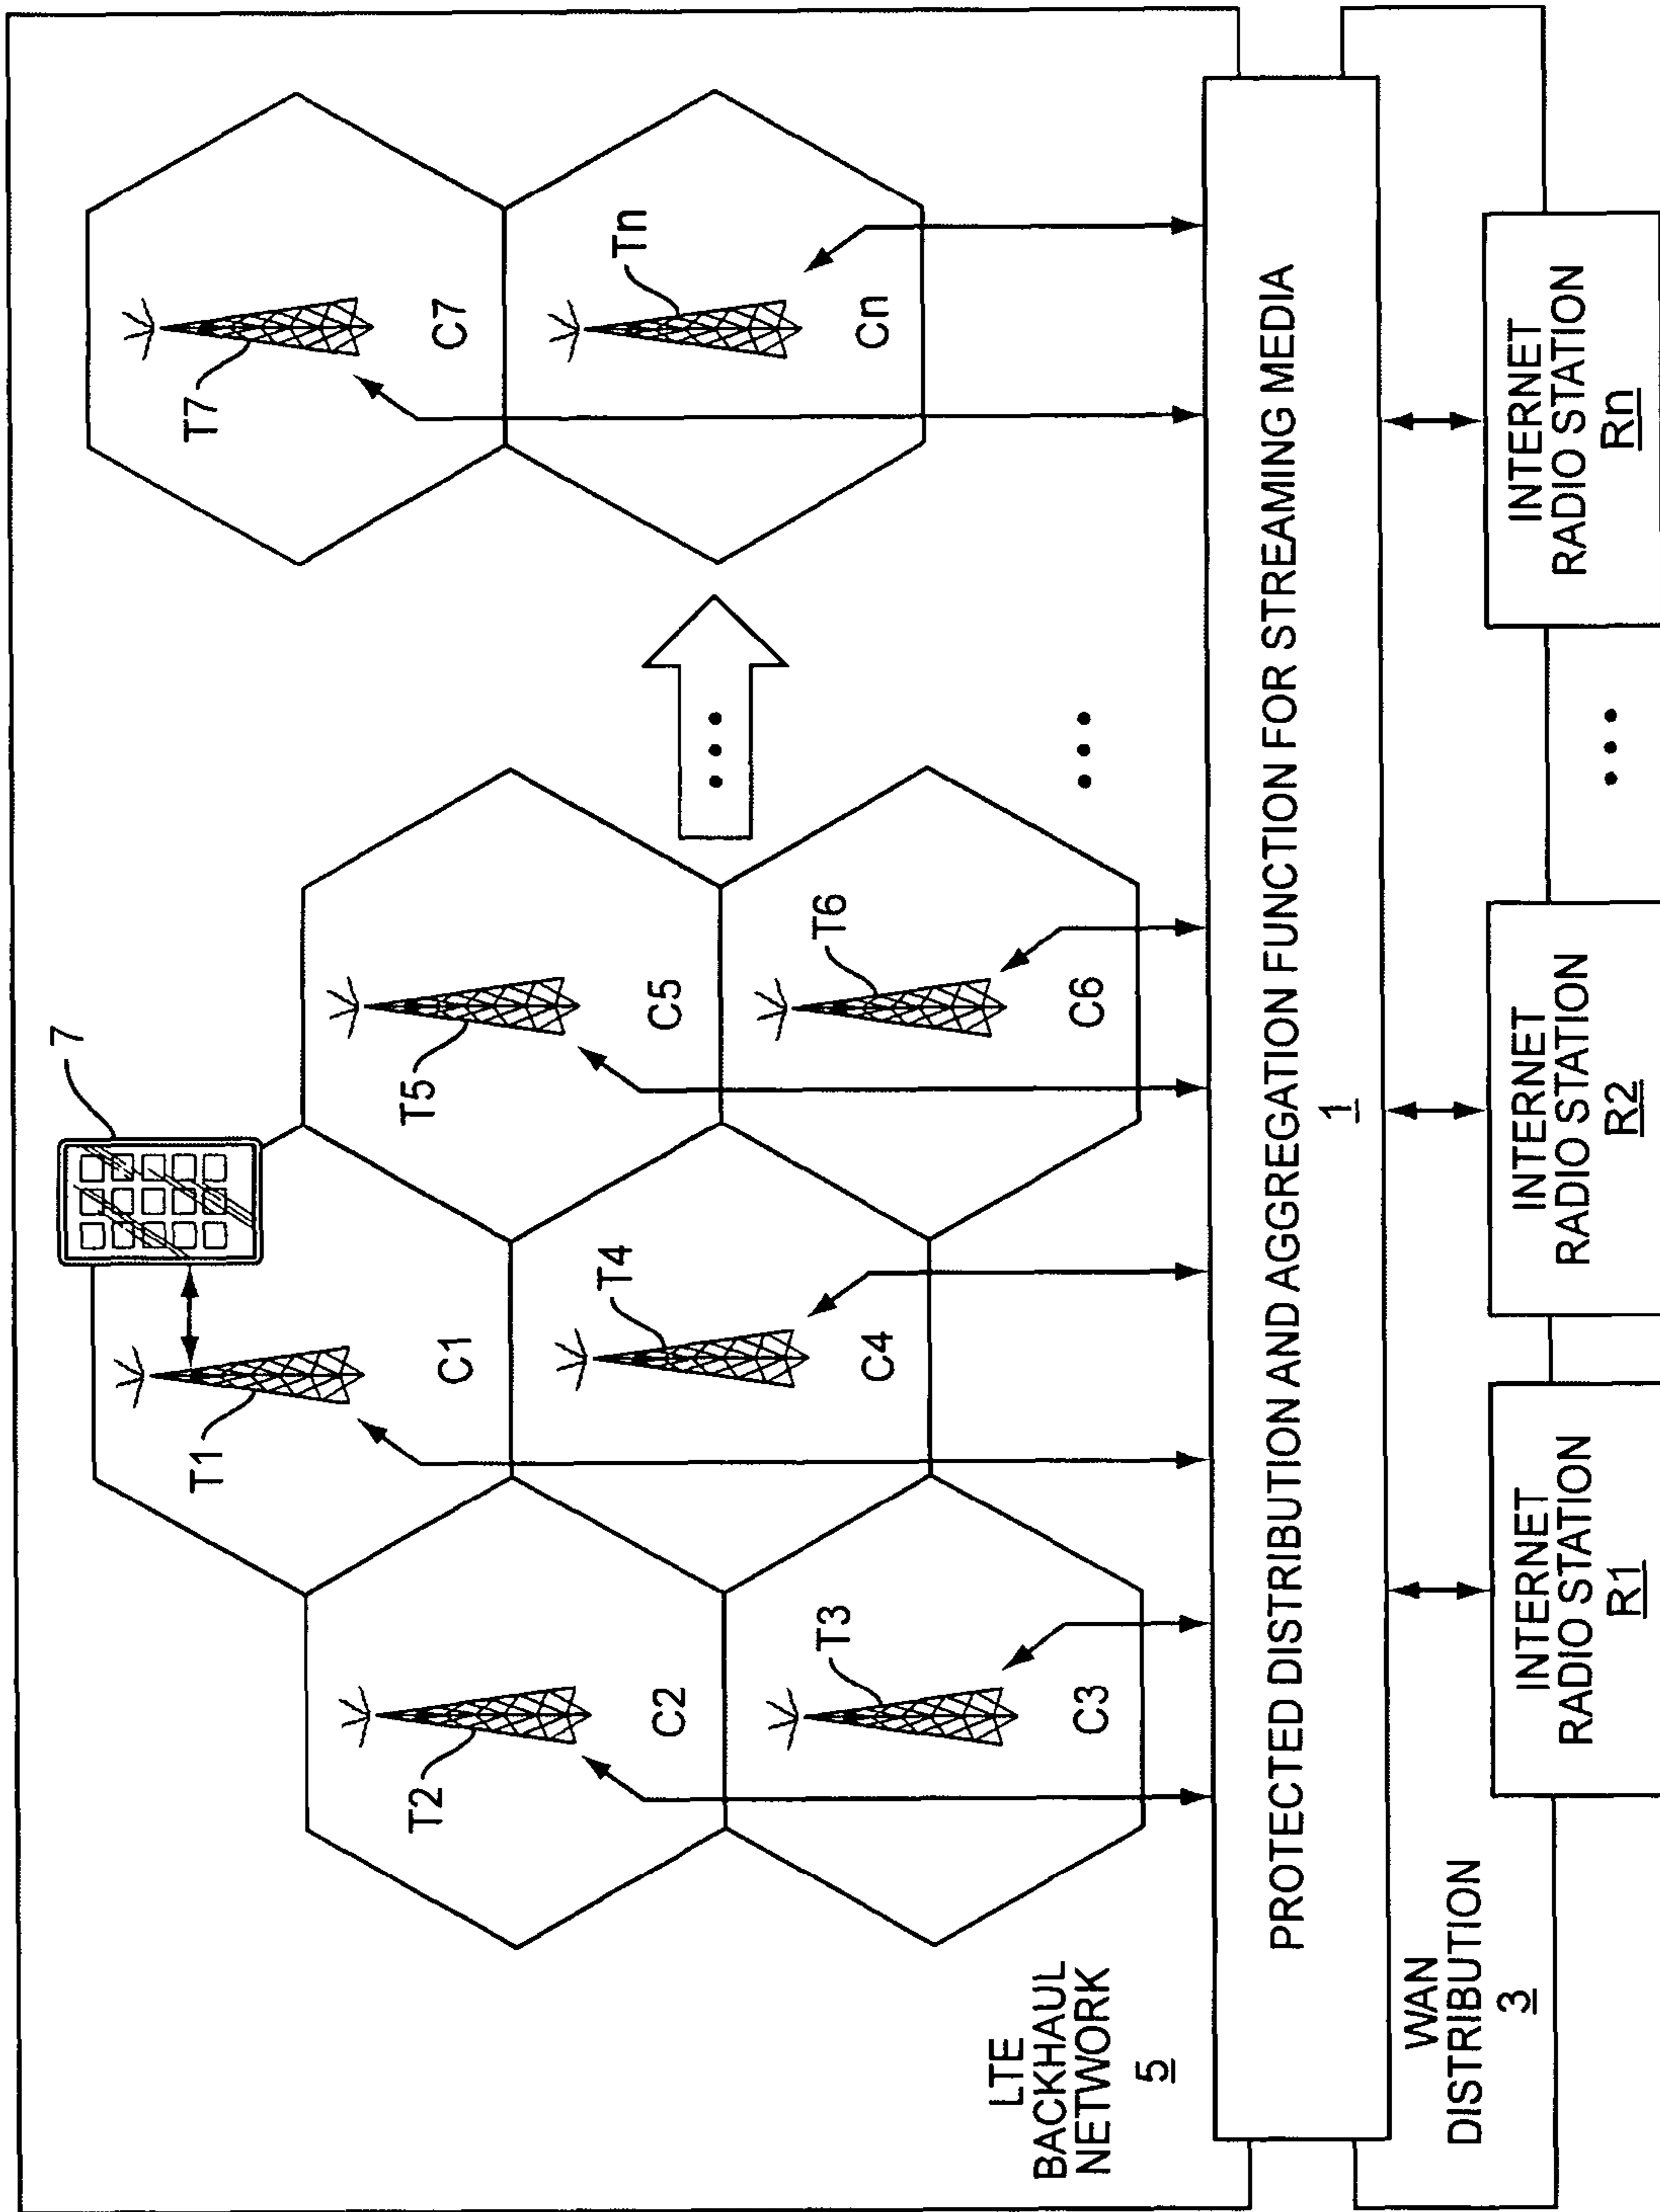 7
T1
C1
T2
C2
T3
C3
T4
C4
T5
C5
T6
C6
T7
C7
Tn
Cn
...
...
LTE
BACKHAUL
NETWORK
5
PROTECTED DISTRIBUTION AND AGGREGATION FUNCTION FOR STREAMING MEDIA
1
WAN
DISTRIBUTION
3
INTERNET
RADIO STATION
R1
INTERNET
RADIO STATION
R2
...
INTERNET
RADIO STATION
Rn